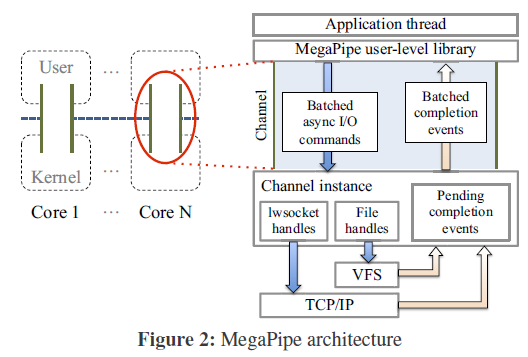 Application thread
MegaPipe user-level library
User
...
Channel
Batched
async I/O
commands
Batched
completion
events
Kernel
Channel instance
Core 1
...
Core N
lwsocket
handles
File
handles
Pending
completion
events
VFS
TCP/IP
Figure 2: MegaPipe architecture